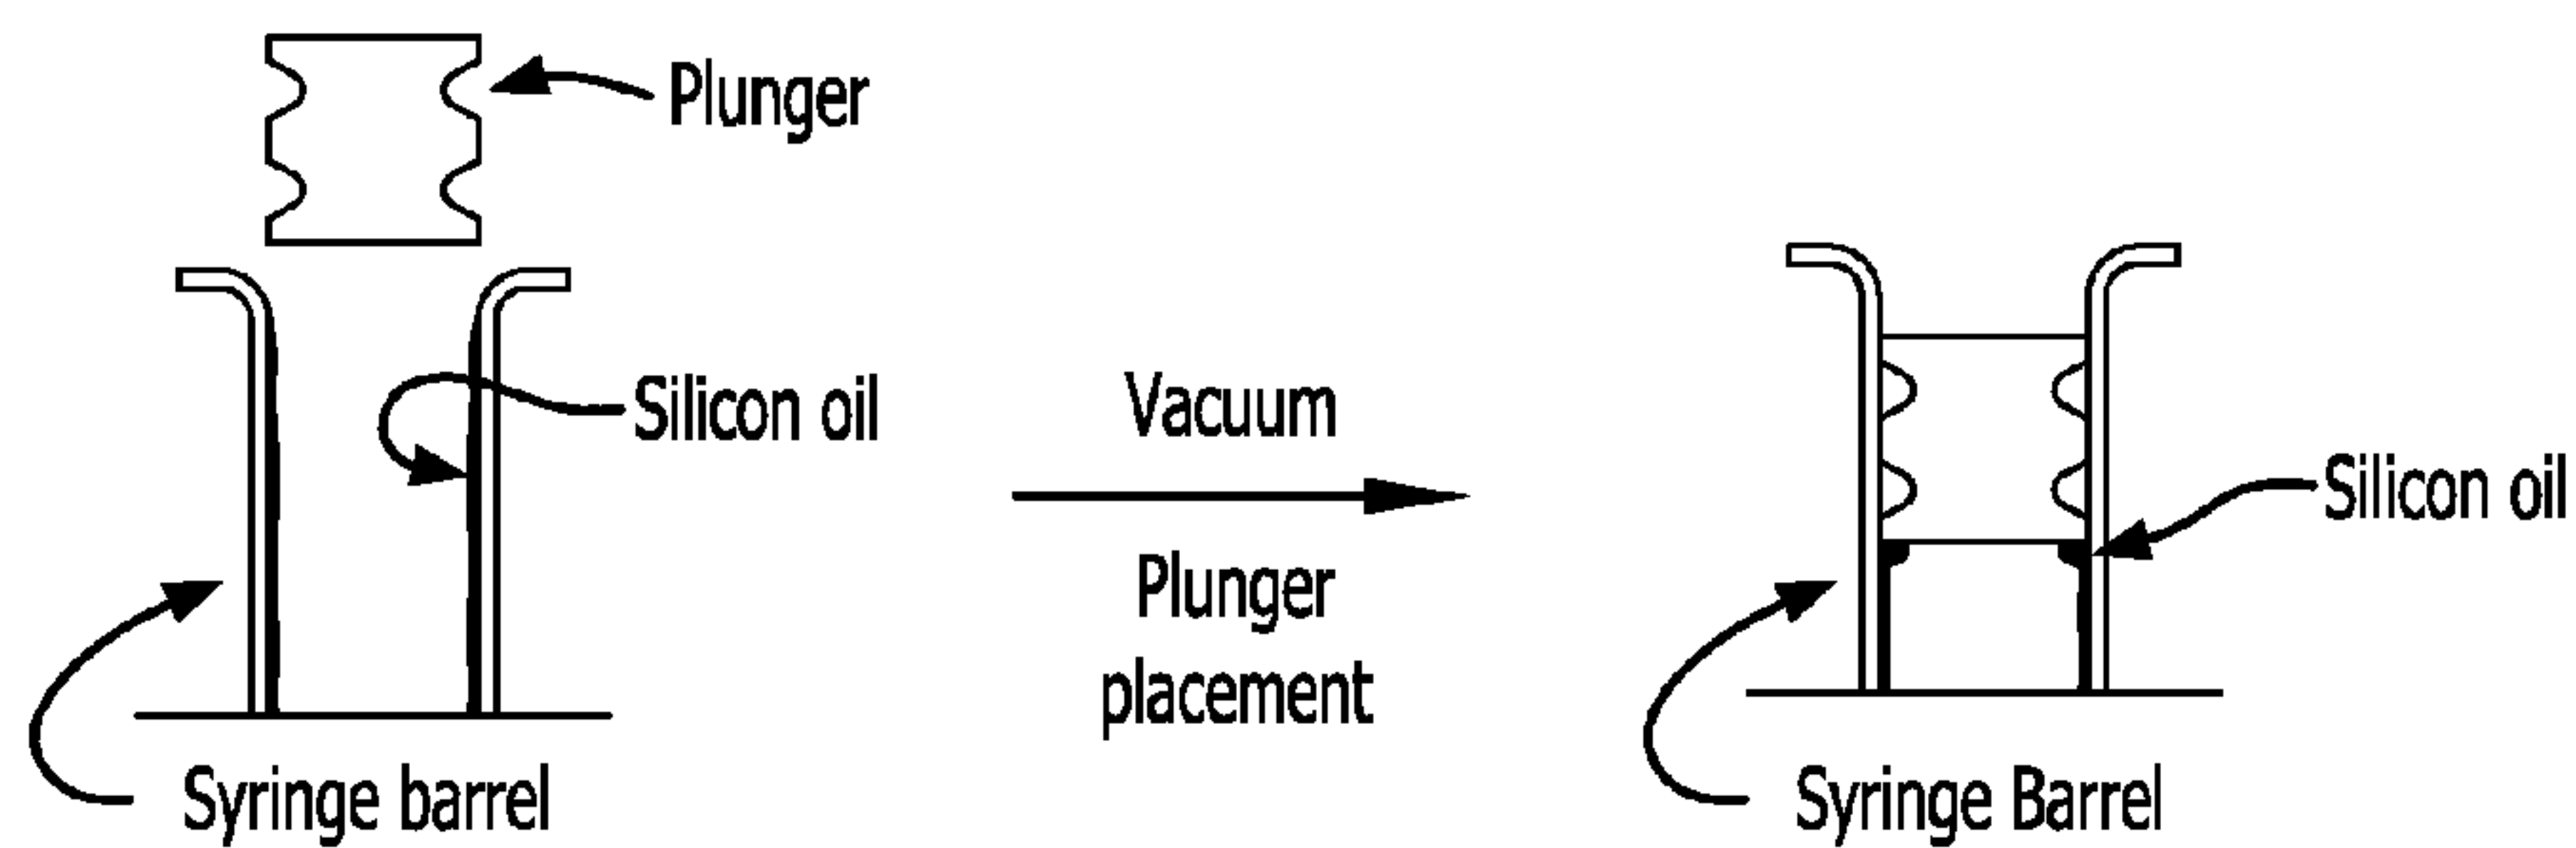 Plunger
Silicon oil
Syringe barrel
Vacuum
Plunger
placement
Silicon oil
Syringe Barrel